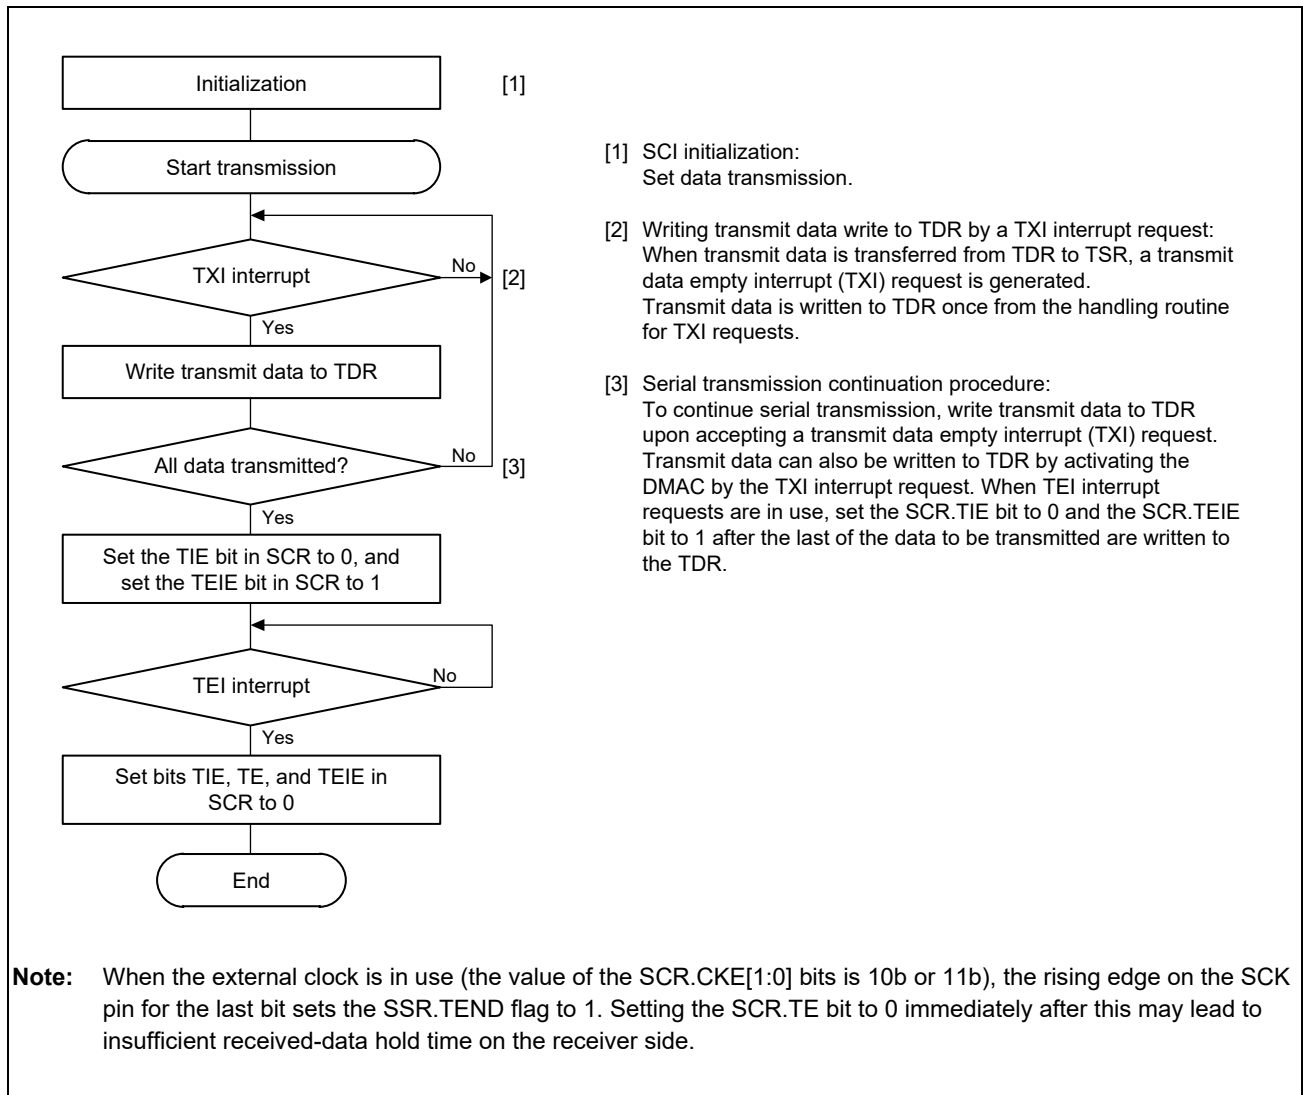 Initialization
[1]
Start transmission
TXI interrupt
No
[2]
Yes
Write transmit data to TDR
All data transmitted?
No
[3]
Yes
Set the TIE bit in SCR to 0, and
set the TEIE bit in SCR to 1
TEI interrupt
No
Yes
Set bits TIE, TE, and TEIE in
SCR to 0
End
[1] SCI initialization:
Set data transmission.
[2] Writing transmit data write to TDR by a TXI interrupt request:
When transmit data is transferred from TDR to TSR, a transmit
data empty interrupt (TXI) request is generated.
Transmit data is written to TDR once from the handling routine
for TXI requests.
[3] Serial transmission continuation procedure:
To continue serial transmission, write transmit data to TDR
upon accepting a transmit data empty interrupt (TXI) request.
Transmit data can also be written to TDR by activating the
DMAC by the TXI interrupt request. When TEI interrupt
requests are in use, set the SCR.TIE bit to 0 and the SCR.TEIE
bit to 1 after the last of the data to be transmitted are written to
the TDR.
Note: When the external clock is in use (the value of the SCR.CKE[1:0] bits is 10b or 11b), the rising edge on the SCK
pin for the last bit sets the SSR.TEND flag to 1. Setting the SCR.TE bit to 0 immediately after this may lead to
insufficient received-data hold time on the receiver side.